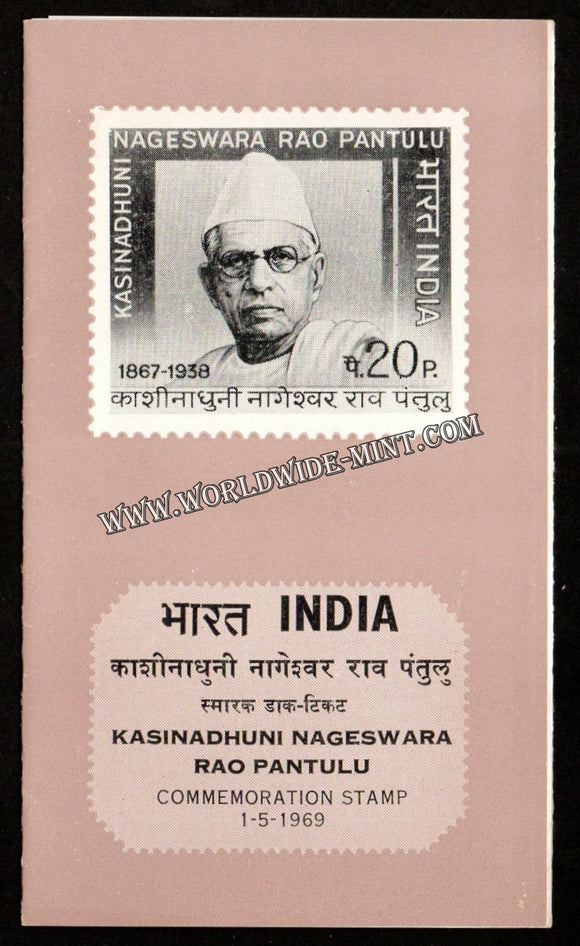 NAGESWARA RAO PANTULU
KASINADHUNI
भारत INDIA
1867-1938
पै. 20 P.
काशीनाधुनी नागेश्वर राव पंतुलु
WWW.WORLDWIDE-MINT.COM
भारत INDIA
काशीनाधुनी नागेश्वर राव पंतुलु
स्मारक डाक-टिकट
KASINADHUNI NAGESWARA
RAO PANTULU
COMMEMORATION STAMP
1-5-1969